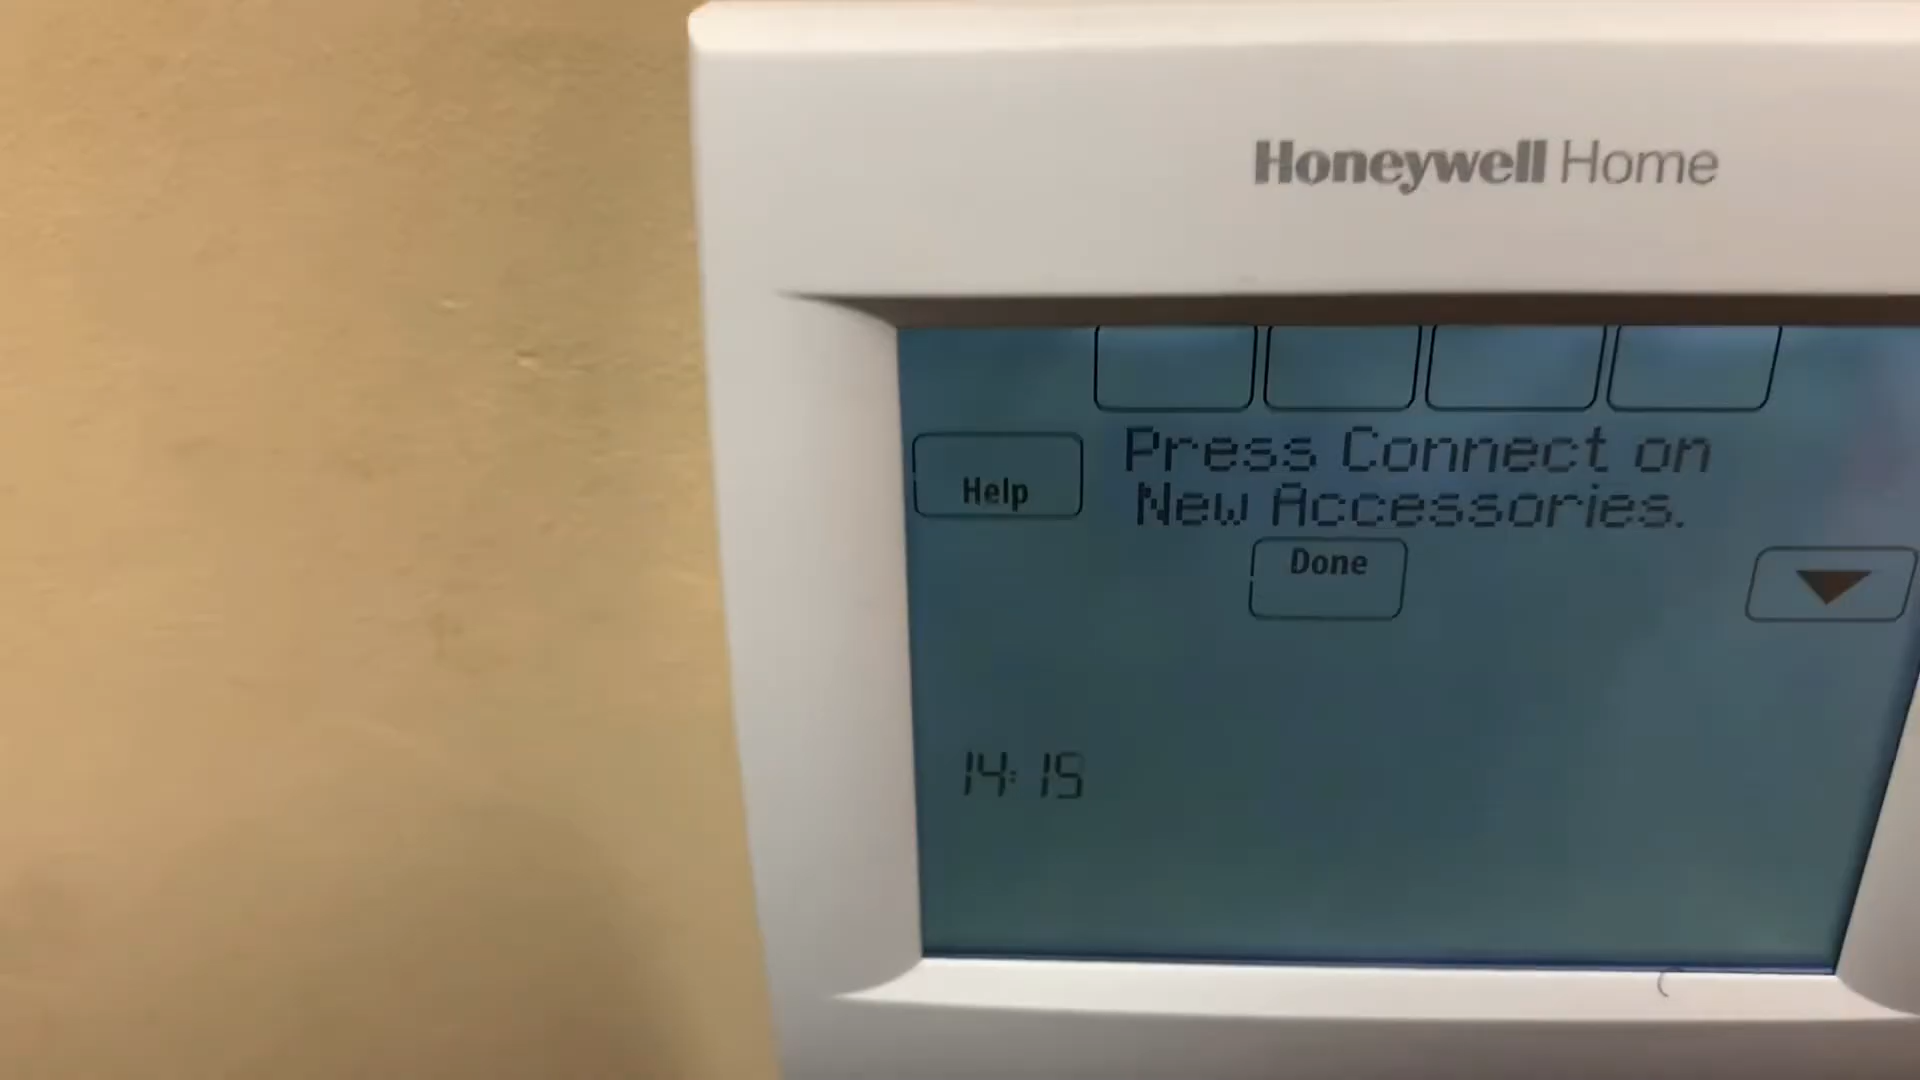 Honeywell Home
Press Connect on
Help
New Accessories.
Done
14:15